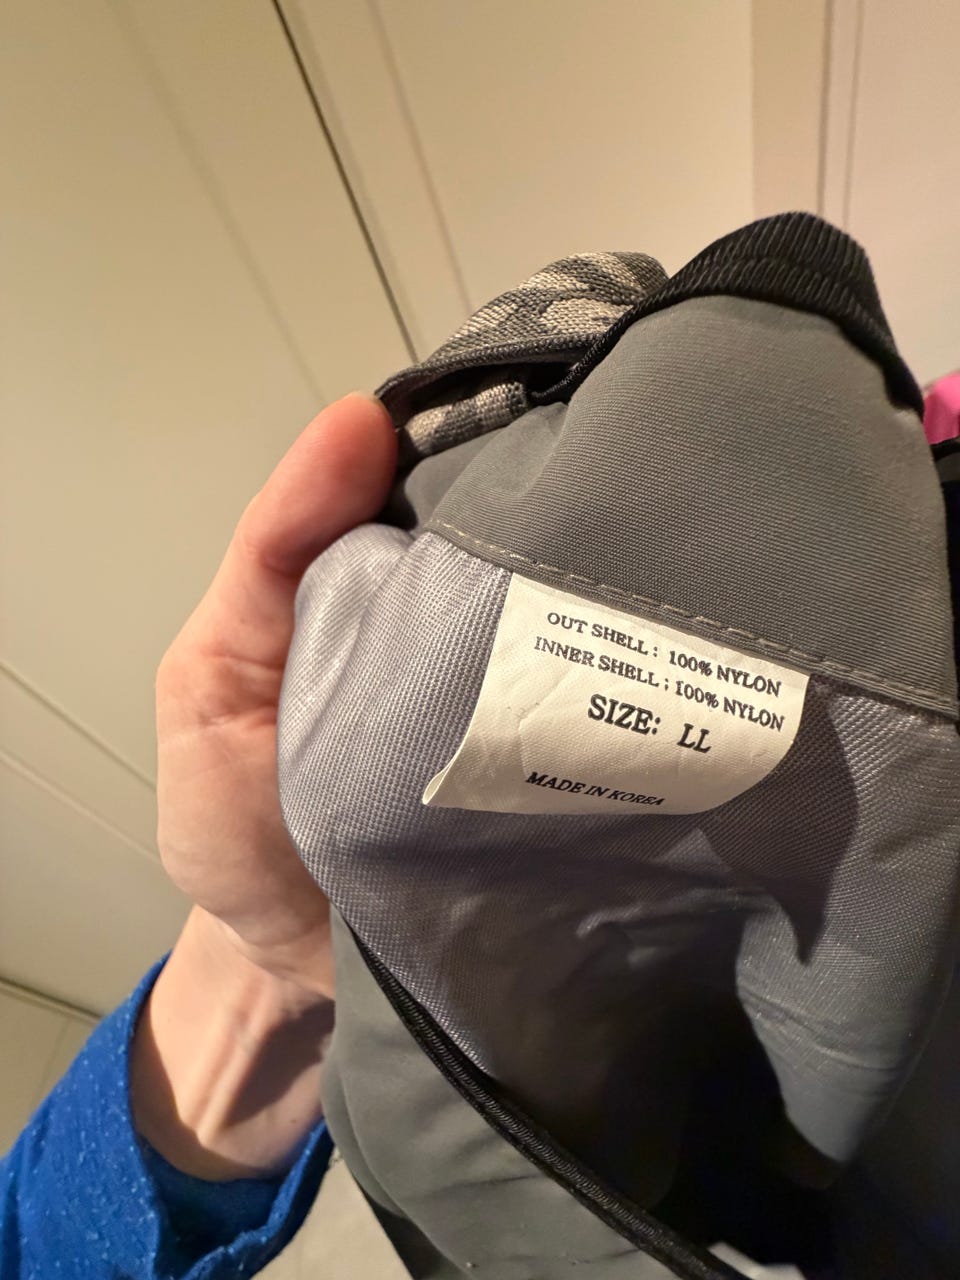 OUT SHELL : 100% NYLON
INNER SHELL ; 100% NYLON
SIZE: LL
MADE IN KOREA